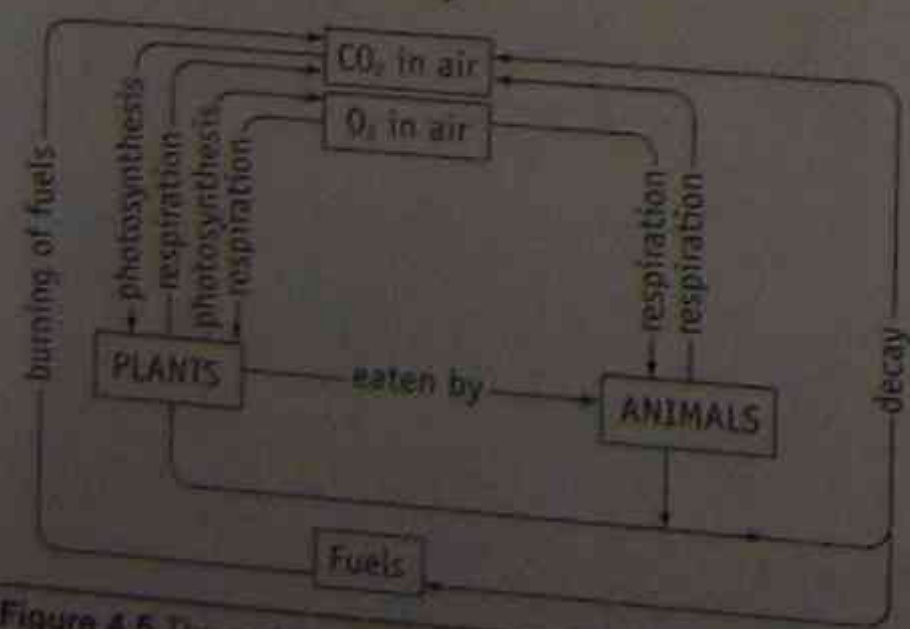 CO₂ in air
O₂ in air
burning of fuels
photosynthesis
respiration
photosynthesis
respiration
respiration
respiration
decay
PLANTS
eaten by
ANIMALS
Fuels
Figure 4.5